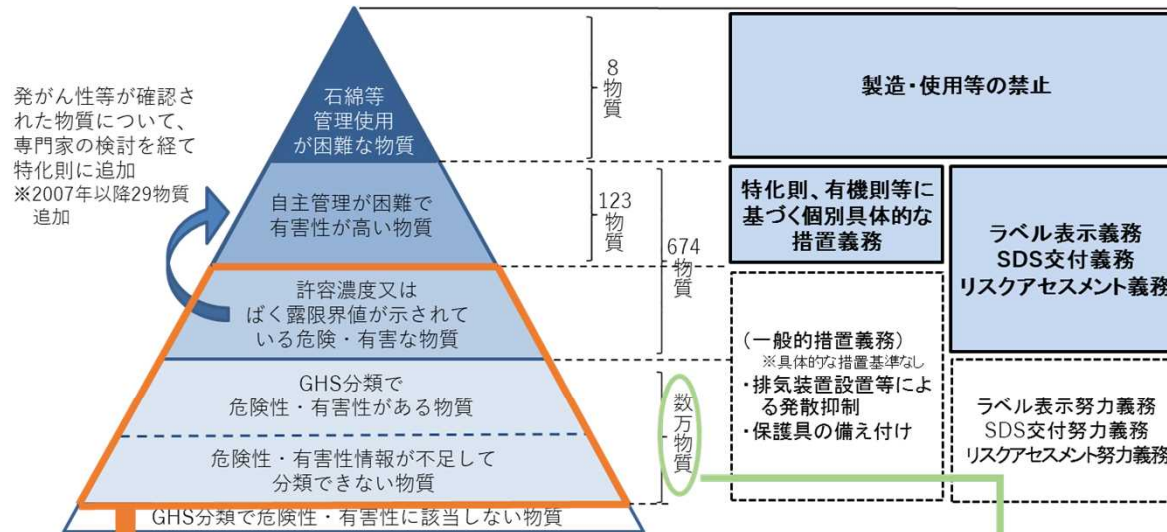 発がん性等が確認さ
れた物質について、
専門家の検討を経て
特化則に追加
※2007年以降29物質
追加
石綿等
管理使用
が困難な物質
自主管理が困難で
有害性が高い物質
許容濃度又は
ばく露限界値が示されて
いる危険・有害な物質
GHS分類で
危険性・有害性がある物質
危険性・有害性情報が不足して
分類できない物質
GHS分類で危険性・有害性に該当しない物質
8
物質
123
物質
674
物質
数万物質
製造・使用等の禁止
特化則、有機則等に
基づく個別具体的な
措置義務
ラベル表示義務
SDS交付義務
リスクアセスメント義務
(一般的措置義務)
※具体的な措置基準なし
・排気装置設置等によ
る発散抑制
・保護具の備え付け
ラベル表示努力義務
SDS交付努力義務
リスクアセスメント努力義務